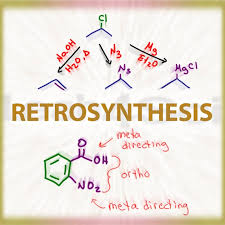 Cl
NaOH
H₂O, Δ
N₃
Mg
Et₂O
N₃
MgCl
RETROSYNTHESIS
meta
directing
O
OH
ortho
NO₂
meta directing